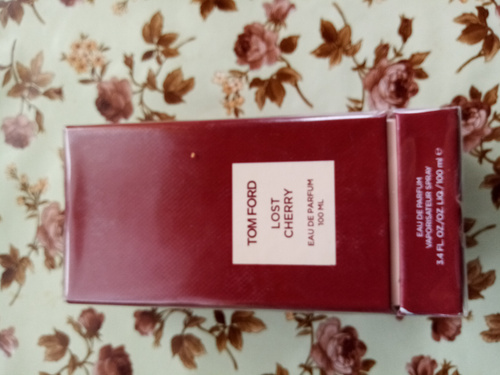 TOM FORD
LOST
CHERRY
EAU DE PARFUM
100 ML
EAU DE PARFUM
VAPORISATEUR SPRAY
3.4 FL. OZ/OZ LIQ./100 ml ℮